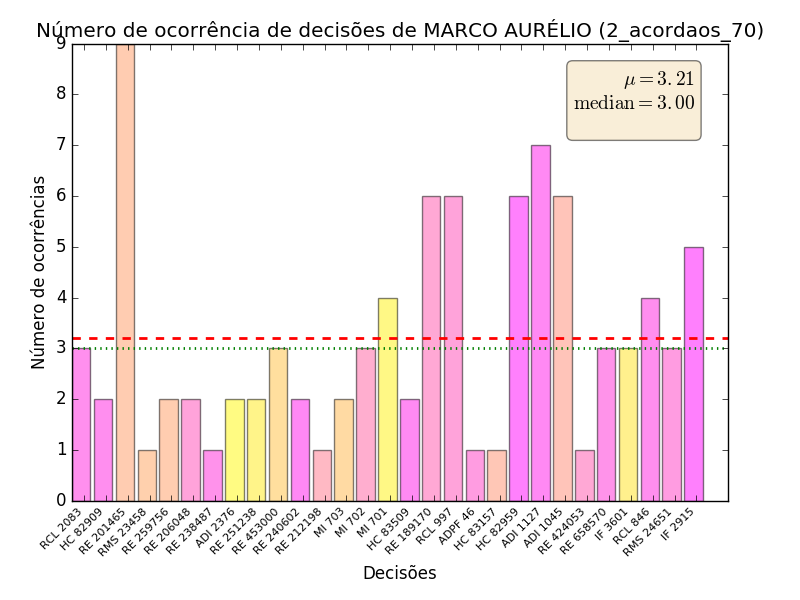 Número de ocorrência de decisões de MARCO AURÉLIO (2_acordaos_70)
μ = 3.21
median = 3.00
Número de ocorrências
9
8
7
6
5
4
3
2
1
0
RCL 2083
HC 82909
RE 201465
RMS 23458
RE 259756
RE 206048
RE 238487
ADI 2376
RE 251238
RE 453000
RE 240602
RE 212198
MI 703
MI 702
MI 701
HC 83509
RE 189170
RCL 997
ADPF 46
HC 83157
HC 82959
ADI 1127
ADI 1045
RE 424053
RE 658570
IF 3601
RCL 846
RMS 24651
IF 2915
Decisões